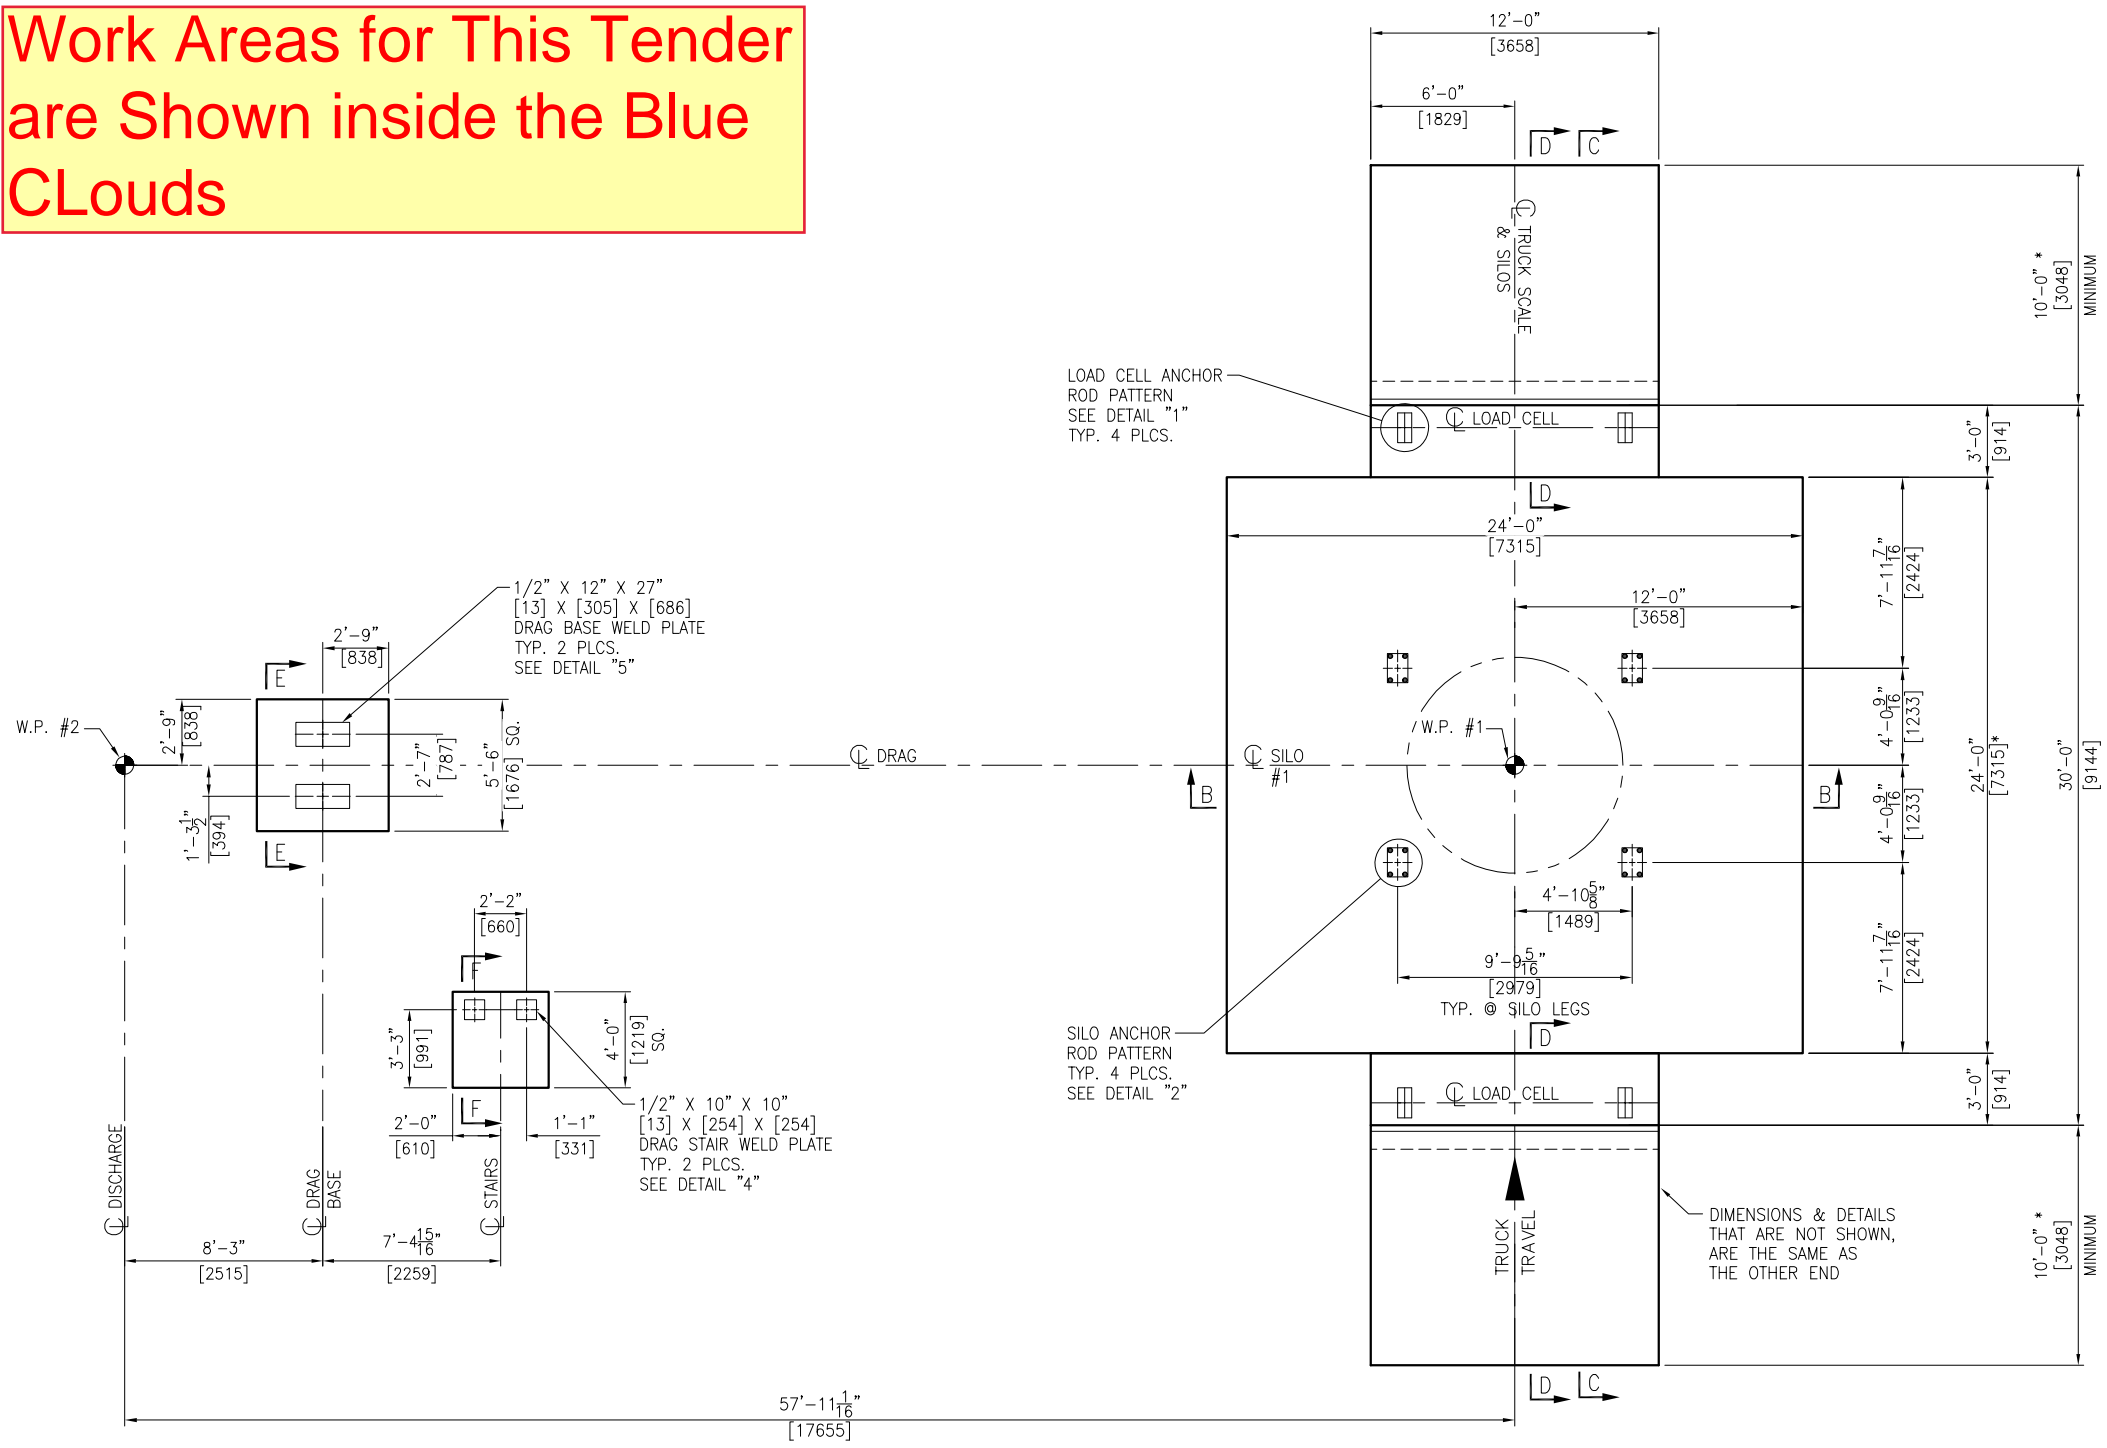 Work Areas for This Tender
are Shown inside the Blue
CLouds
12'-0"
[3658]
6'-0"
[1829]
D
C
℄ TRUCK SCALE
& SILOS
10'-0" *
[3048]
MINIMUM
LOAD CELL ANCHOR
ROD PATTERN
SEE DETAIL "1"
TYP. 4 PLCS.
℄ LOAD CELL
3'-0"
[914]
D
24'-0"
[7315]
7'-11 7/16"
[2424]
12'-0"
[3658]
1/2" X 12" X 27"
[13] X [305] X [686]
DRAG BASE WELD PLATE
TYP. 2 PLCS.
SEE DETAIL "5"
2'-9"
[838]
E
W.P. #2
2'-9"
[838]
2'-7"
[787]
5'-6"
[1676] SQ.
1'-3 1/2"
[394]
E
℄ DRAG
B
℄ SILO
#1
W.P. #1
B
4'-0 9/16"
[1233]
4'-0 9/16"
[1233]
24'-0"
[7315]*
30'-0"
[9144]
4'-10 5/8"
[1489]
9'-9 5/16"
[2979]
TYP. @ SILO LEGS
7'-11 7/16"
[2424]
2'-2"
[660]
F
3'-3"
[991]
4'-0"
[1219]
SQ.
F
2'-0"
[610]
1'-1"
[331]
1/2" X 10" X 10"
[13] X [254] X [254]
DRAG STAIR WELD PLATE
TYP. 2 PLCS.
SEE DETAIL "4"
SILO ANCHOR
ROD PATTERN
TYP. 4 PLCS.
SEE DETAIL "2"
D
℄ LOAD CELL
3'-0"
[914]
℄ DISCHARGE
℄ DRAG
BASE
℄ STAIRS
8'-3"
[2515]
7'-4 15/16"
[2259]
TRUCK
TRAVEL
DIMENSIONS & DETAILS
THAT ARE NOT SHOWN,
ARE THE SAME AS
THE OTHER END
10'-0" *
[3048]
MINIMUM
D
C
57'-11 1/16"
[17655]